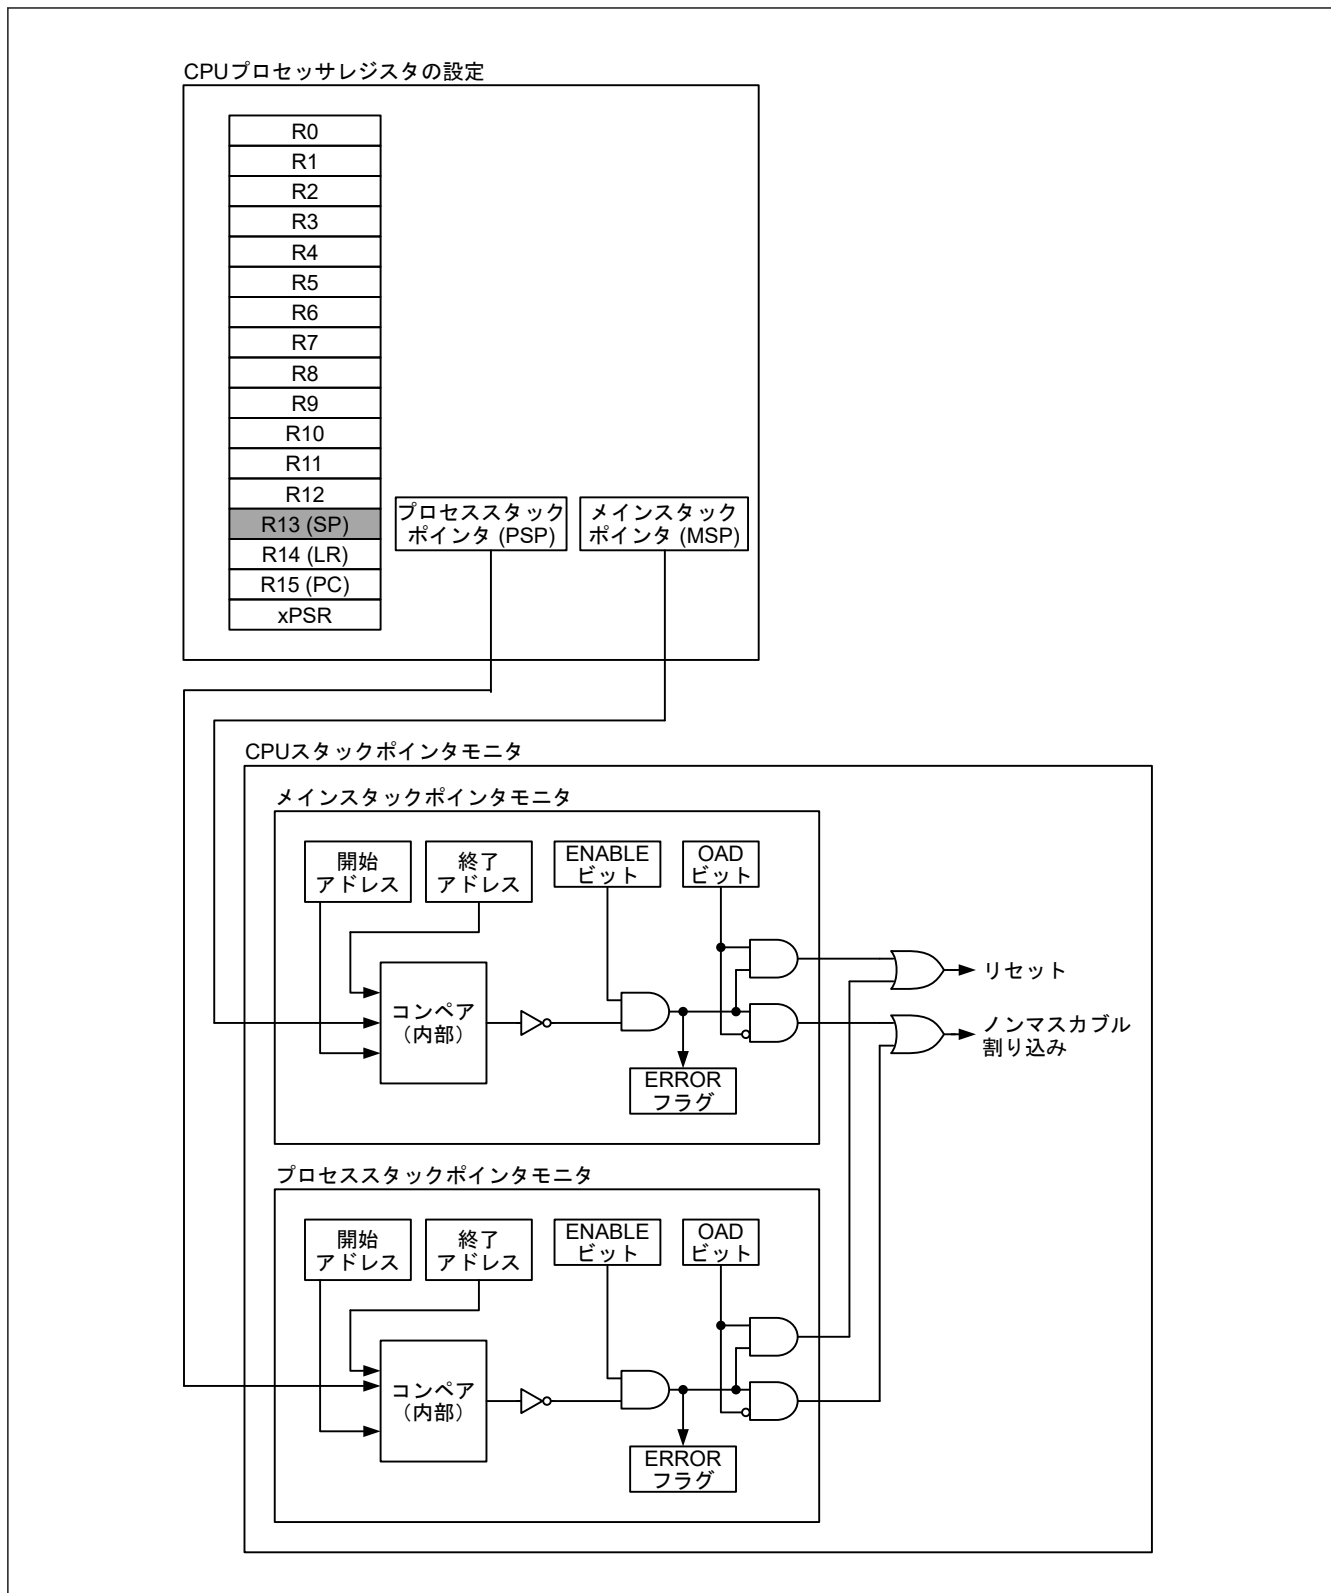 CPUプロセッサレジスタの設定
R0
R1
R2
R3
R4
R5
R6
R7
R8
R9
R10
R11
R12
R13 (SP)
R14 (LR)
R15 (PC)
xPSR
プロセススタック
ポインタ (PSP)
メインスタック
ポインタ (MSP)
CPUスタックポインタモニタ
メインスタックポインタモニタ
開始
アドレス
終了
アドレス
ENABLE
ビット
OAD
ビット
コンペア
（内部）
ERROR
フラグ
リセット
ノンマスカブル
割り込み
プロセススタックポインタモニタ
開始
アドレス
終了
アドレス
ENABLE
ビット
OAD
ビット
コンペア
（内部）
ERROR
フラグ